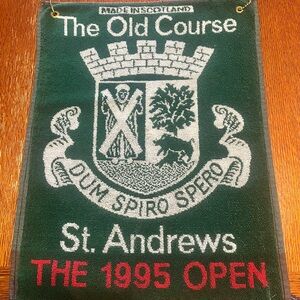 MADE IN SCOTLAND
The Old Course
DUM SPIRO SPERO
St. Andrews
THE 1995 OPEN